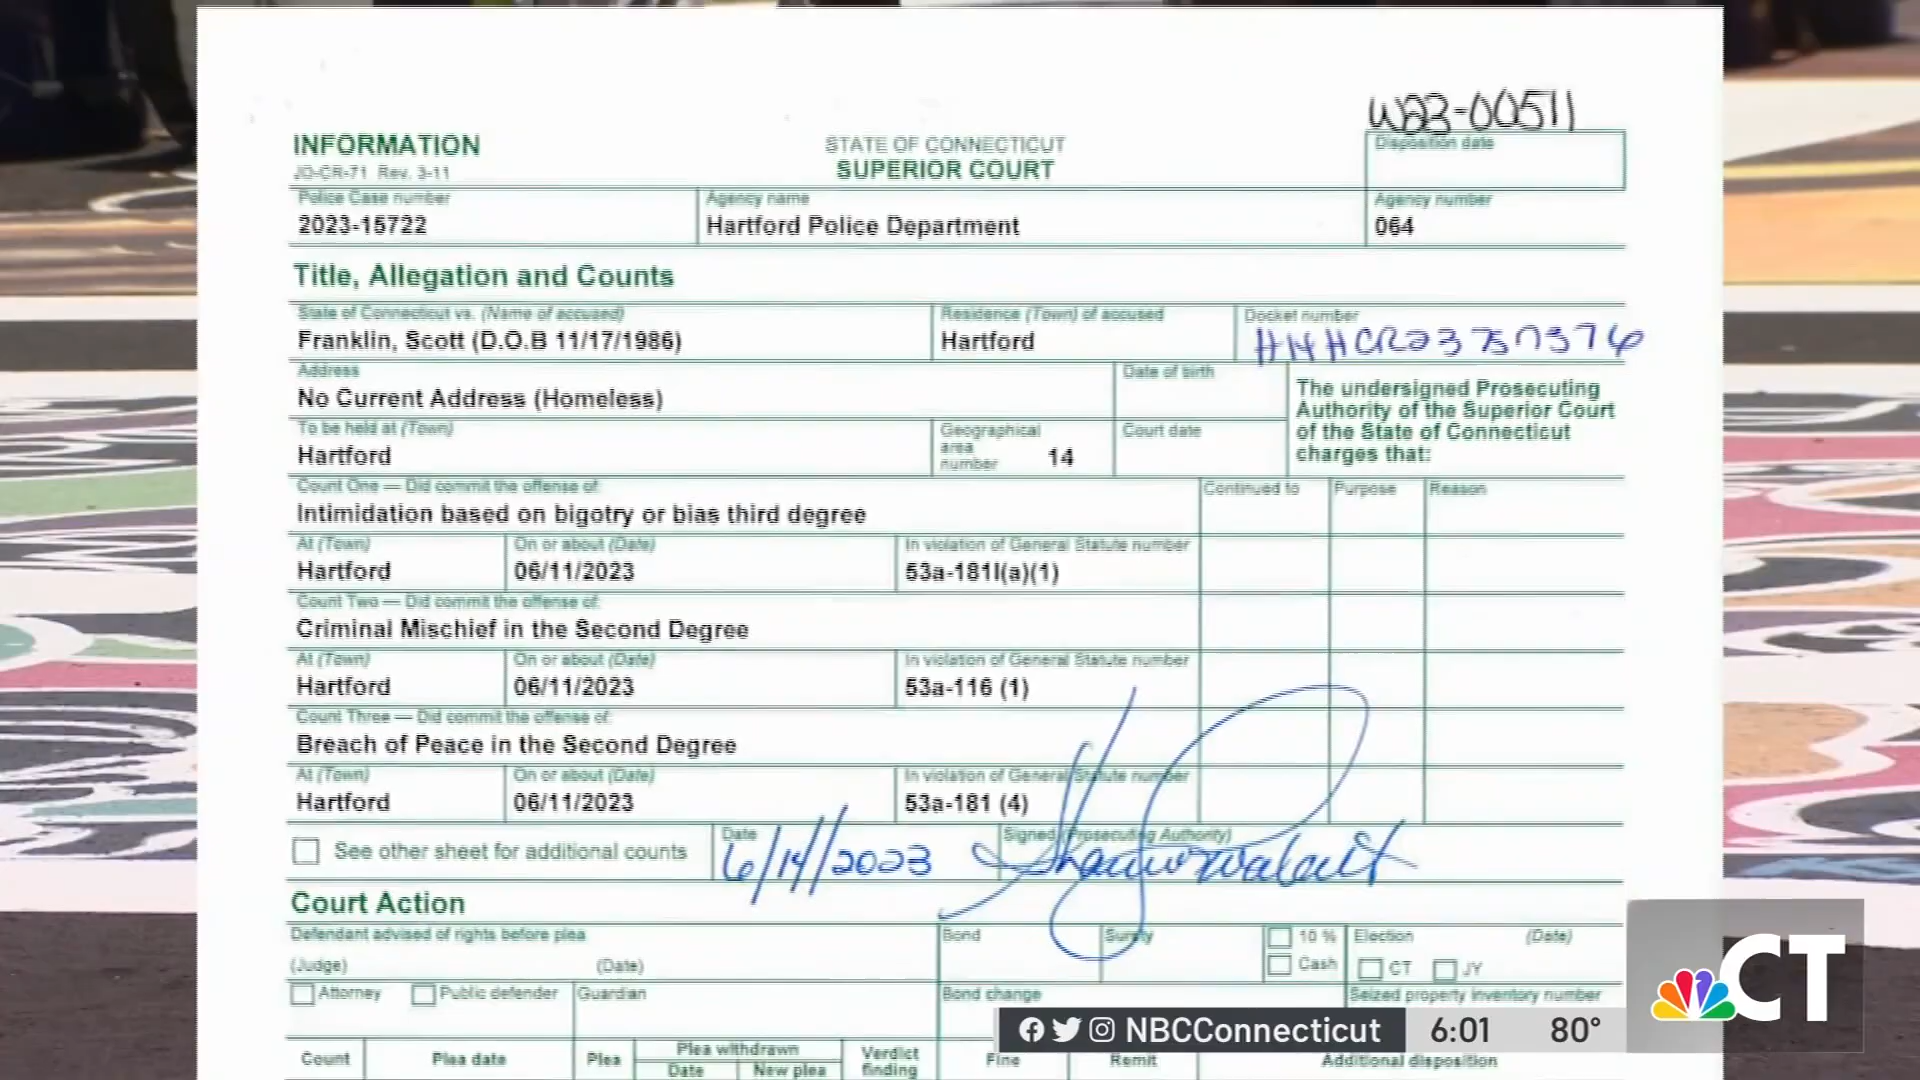 W23-00511
INFORMATION
JD-CR-71 Rev. 3-11
STATE OF CONNECTICUT
SUPERIOR COURT
Disposition date
Police Case number
2023-15722
Agency name
Hartford Police Department
Agency number
064
Title, Allegation and Counts
State of Connecticut vs. (Name of accused)
Franklin, Scott (D.O.B 11/17/1986)
Residence (Town) of accused
Hartford
Docket number
Address
No Current Address (Homeless)
Date of birth
The undersigned Prosecuting
Authority of the Superior Court
of the State of Connecticut
charges that:
To be held at (Town)
Hartford
Geographical
area
number 14
Court date
Count One — Did commit the offense of:
Intimidation based on bigotry or bias third degree
Continued to
Purpose
Reason
At (Town)
Hartford
On or about (Date)
06/11/2023
In violation of General Statute number
53a-181l(a)(1)
Count Two — Did commit the offense of:
Criminal Mischief in the Second Degree
At (Town)
Hartford
On or about (Date)
06/11/2023
In violation of General Statute number
53a-116 (1)
Count Three — Did commit the offense of:
Breach of Peace in the Second Degree
At (Town)
Hartford
On or about (Date)
06/11/2023
In violation of General Statute number
53a-181 (4)
See other sheet for additional counts
Date
6/14/2023
Signed (Prosecuting Authority)
Court Action
Defendant advised of rights before plea
(Judge) (Date)
Bond
Surety
10 %
Cash
Election (Date)
CT JY
Attorney
Public defender
Guardian
Bond change
Seized property inventory number
Count
Plea date
Plea
Plea withdrawn
Date
New plea
Verdict
finding
Fine
Remit
Additional disposition
NBCConnecticut
6:01 80°
CT